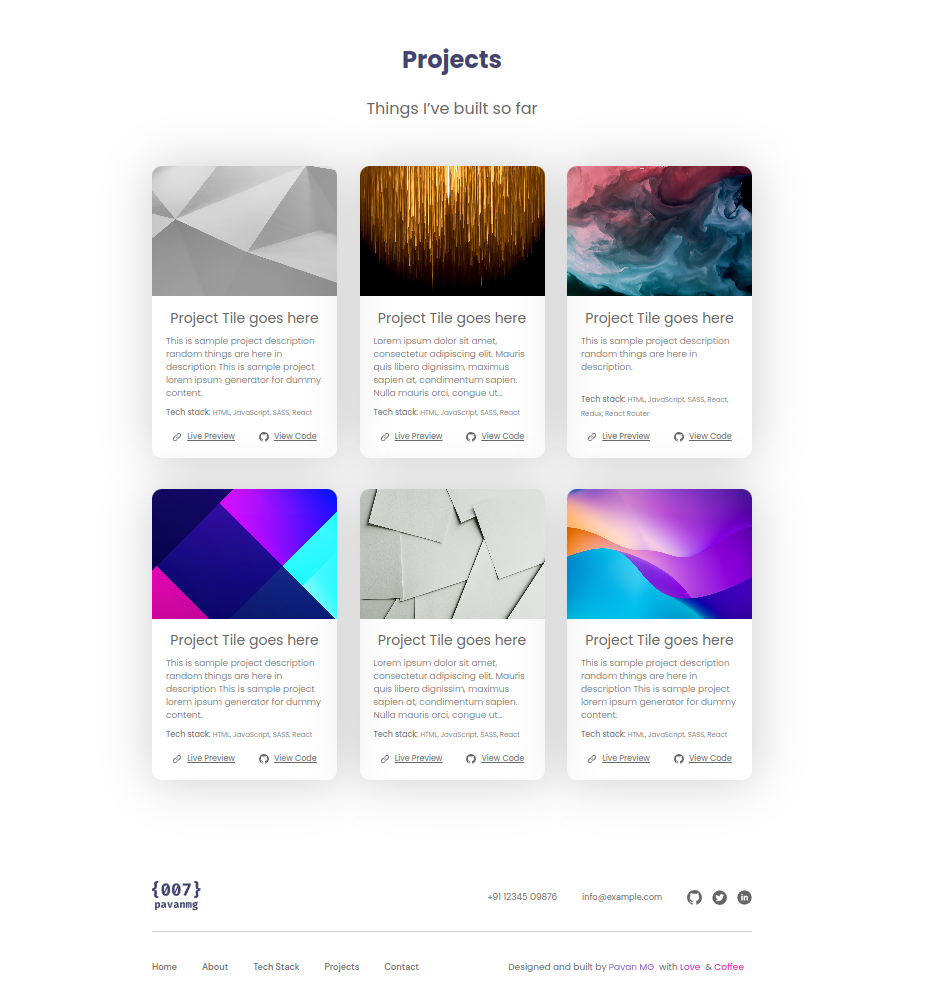 Projects
Things I’ve built so far
Project Tile goes here
This is sample project description
random things are here in
description This is sample project
lorem ipsum generator for dummy
content.
Tech stack: HTML, JavaScript, SASS, React
Live Preview View Code
Project Tile goes here
Lorem ipsum dolor sit amet,
consectetur adipiscing elit. Mauris
quis libero dignissim, maximus
sapien at, condimentum sapien.
Nulla mauris orci, congue ut...
Tech stack: HTML, JavaScript, SASS, React
Live Preview View Code
Project Tile goes here
This is sample project description
random things are here in
description.
Tech stack: HTML, JavaScript, SASS, React,
Redux, React Router
Live Preview View Code
Project Tile goes here
This is sample project description
random things are here in
description This is sample project
lorem ipsum generator for dummy
content.
Tech stack: HTML, JavaScript, SASS, React
Live Preview View Code
Project Tile goes here
Lorem ipsum dolor sit amet,
consectetur adipiscing elit. Mauris
quis libero dignissim, maximus
sapien at, condimentum sapien.
Nulla mauris orci, congue ut...
Tech stack: HTML, JavaScript, SASS, React
Live Preview View Code
Project Tile goes here
This is sample project description
random things are here in
description This is sample project
lorem ipsum generator for dummy
content.
Tech stack: HTML, JavaScript, SASS, React
Live Preview View Code
{007}
pavanmg
+91 12345 09876 info@example.com in
Home About Tech Stack Projects Contact Designed and built by Pavan MG with Love & Coffee